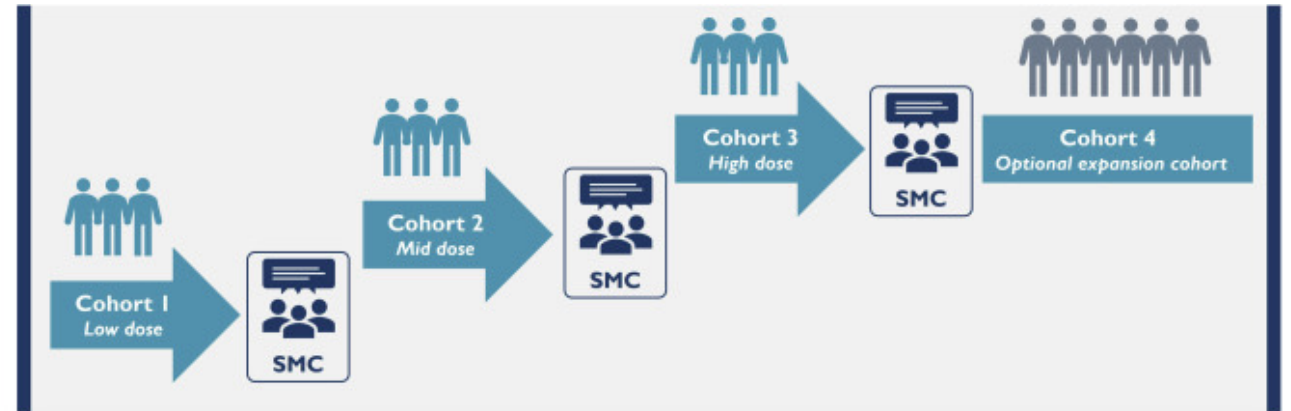 Cohort 1
Low dose
SMC
Cohort 2
Mid dose
SMC
Cohort 3
High dose
SMC
Cohort 4
Optional expansion cohort